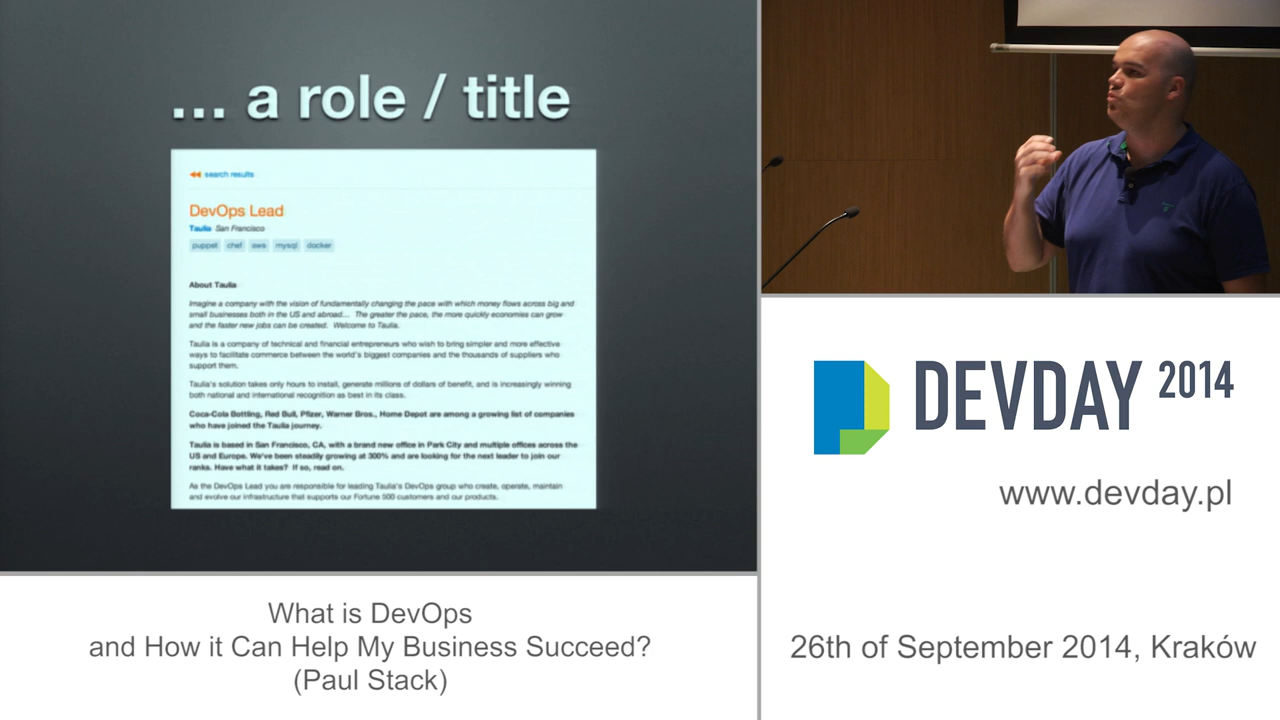 ... a role / title
search results
DevOps Lead
Taulia San Francisco
puppet chef aws mysql docker
About Taulia
Imagine a company with the vision of fundamentally changing the pace with which money flows across big and
small businesses both in the US and abroad... The greater the pace, the more quickly economies can grow
and the faster new jobs can be created. Welcome to Taulia.
Taulia is a company of technical and financial entrepreneurs who wish to bring simpler and more effective
ways to facilitate commerce between the world's biggest companies and the thousands of suppliers who
support them.
Taulia's solution takes only hours to install, generate millions of dollars of benefit, and is increasingly winning
both national and international recognition as best in its class.
Coca-Cola Bottling, Red Bull, Pfizer, Warner Bros., Home Depot are among a growing list of companies
who have joined the Taulia journey.
Taulia is based in San Francisco, CA, with a brand new office in Park City and multiple offices across the
US and Europe. We've been steadily growing at 300% and are looking for the next leader to join our
ranks. Have what it takes? If so, read on.
As the DevOps Lead you are responsible for leading Taulia's DevOps group who create, operate, maintain
and evolve our infrastructure that supports our Fortune 500 customers and our products.
What is DevOps
and How it Can Help My Business Succeed?
(Paul Stack)
DEVDAY 2014
www.devday.pl
26th of September 2014, Kraków